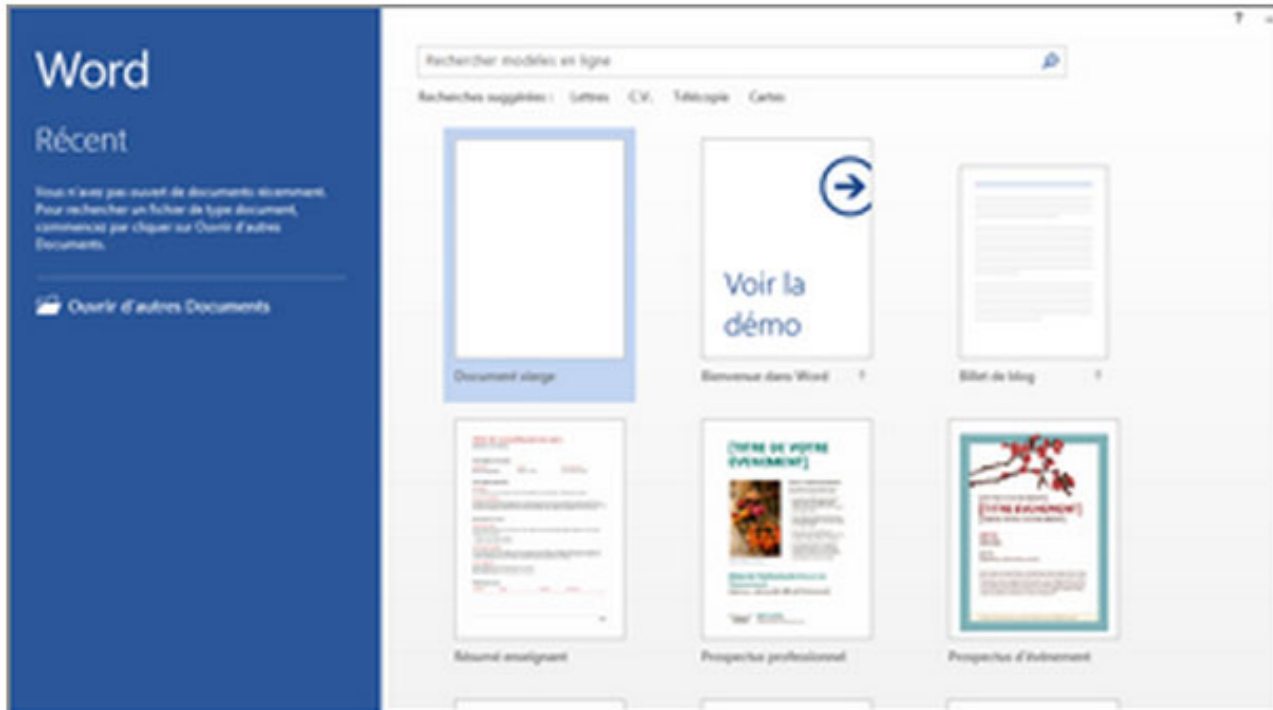 ?
Word
Récent
Vous n'avez pas ouvert de documents récemment.
Pour rechercher un fichier de type document,
commencez par cliquer sur Ouvrir d'autres
Documents.
Ouvrir d'autres Documents
Rechercher modèles en ligne
Recherches suggérées : Lettres C.V. Télécopie Cartes
Voir la
démo
Document vierge
Bienvenue dans Word
Billet de blog
[TITRE DE VOTRE
ÉVÉNEMENT]
[TITRE ÉVÉNEMENT]
Résumé enseignant
Prospectus professionnel
Prospectus d'événement